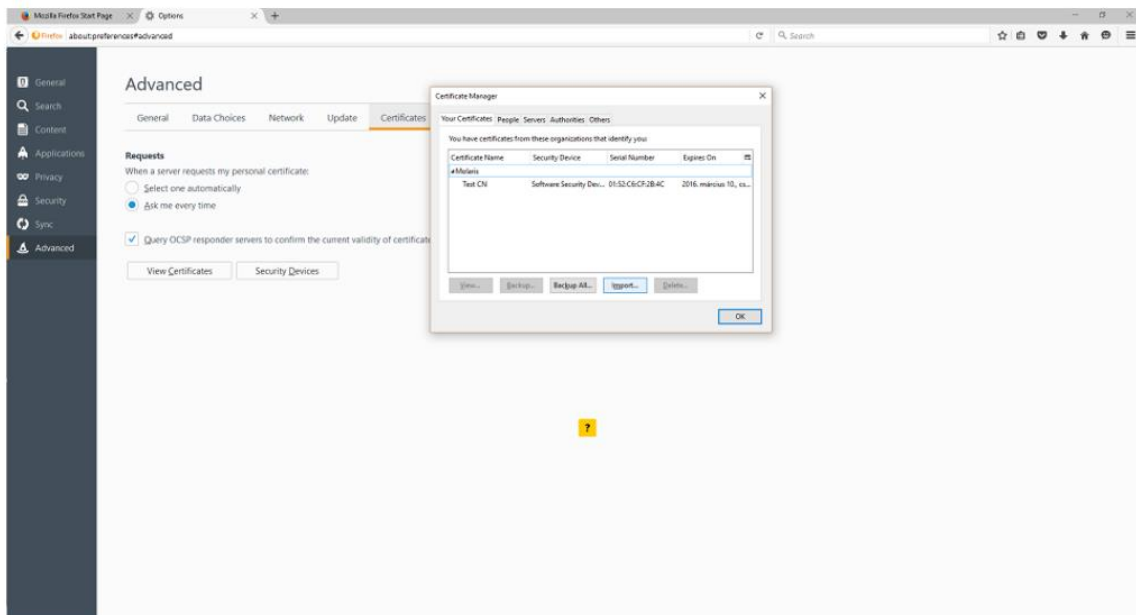 Mozilla Firefox Start Page
Options
Firefox about:preferences#advanced
Search
General
Search
Content
Applications
Privacy
Security
Sync
Advanced
Advanced
General Data Choices Network Update Certificates
Requests
When a server requests my personal certificate:
Select one automatically
Ask me every time
Query OCSP responder servers to confirm the current validity of certificate
View Certificates Security Devices
Certificate Manager
Your Certificates People Servers Authorities Others
You have certificates from these organizations that identify you:
Certificate Name Security Device Serial Number Expires On
Test CN Software Security Dev... 01:52:C6:CF:2B:4C 2016. március 10., cs...
View... Backup... Backup All... Import... Delete...
OK
?